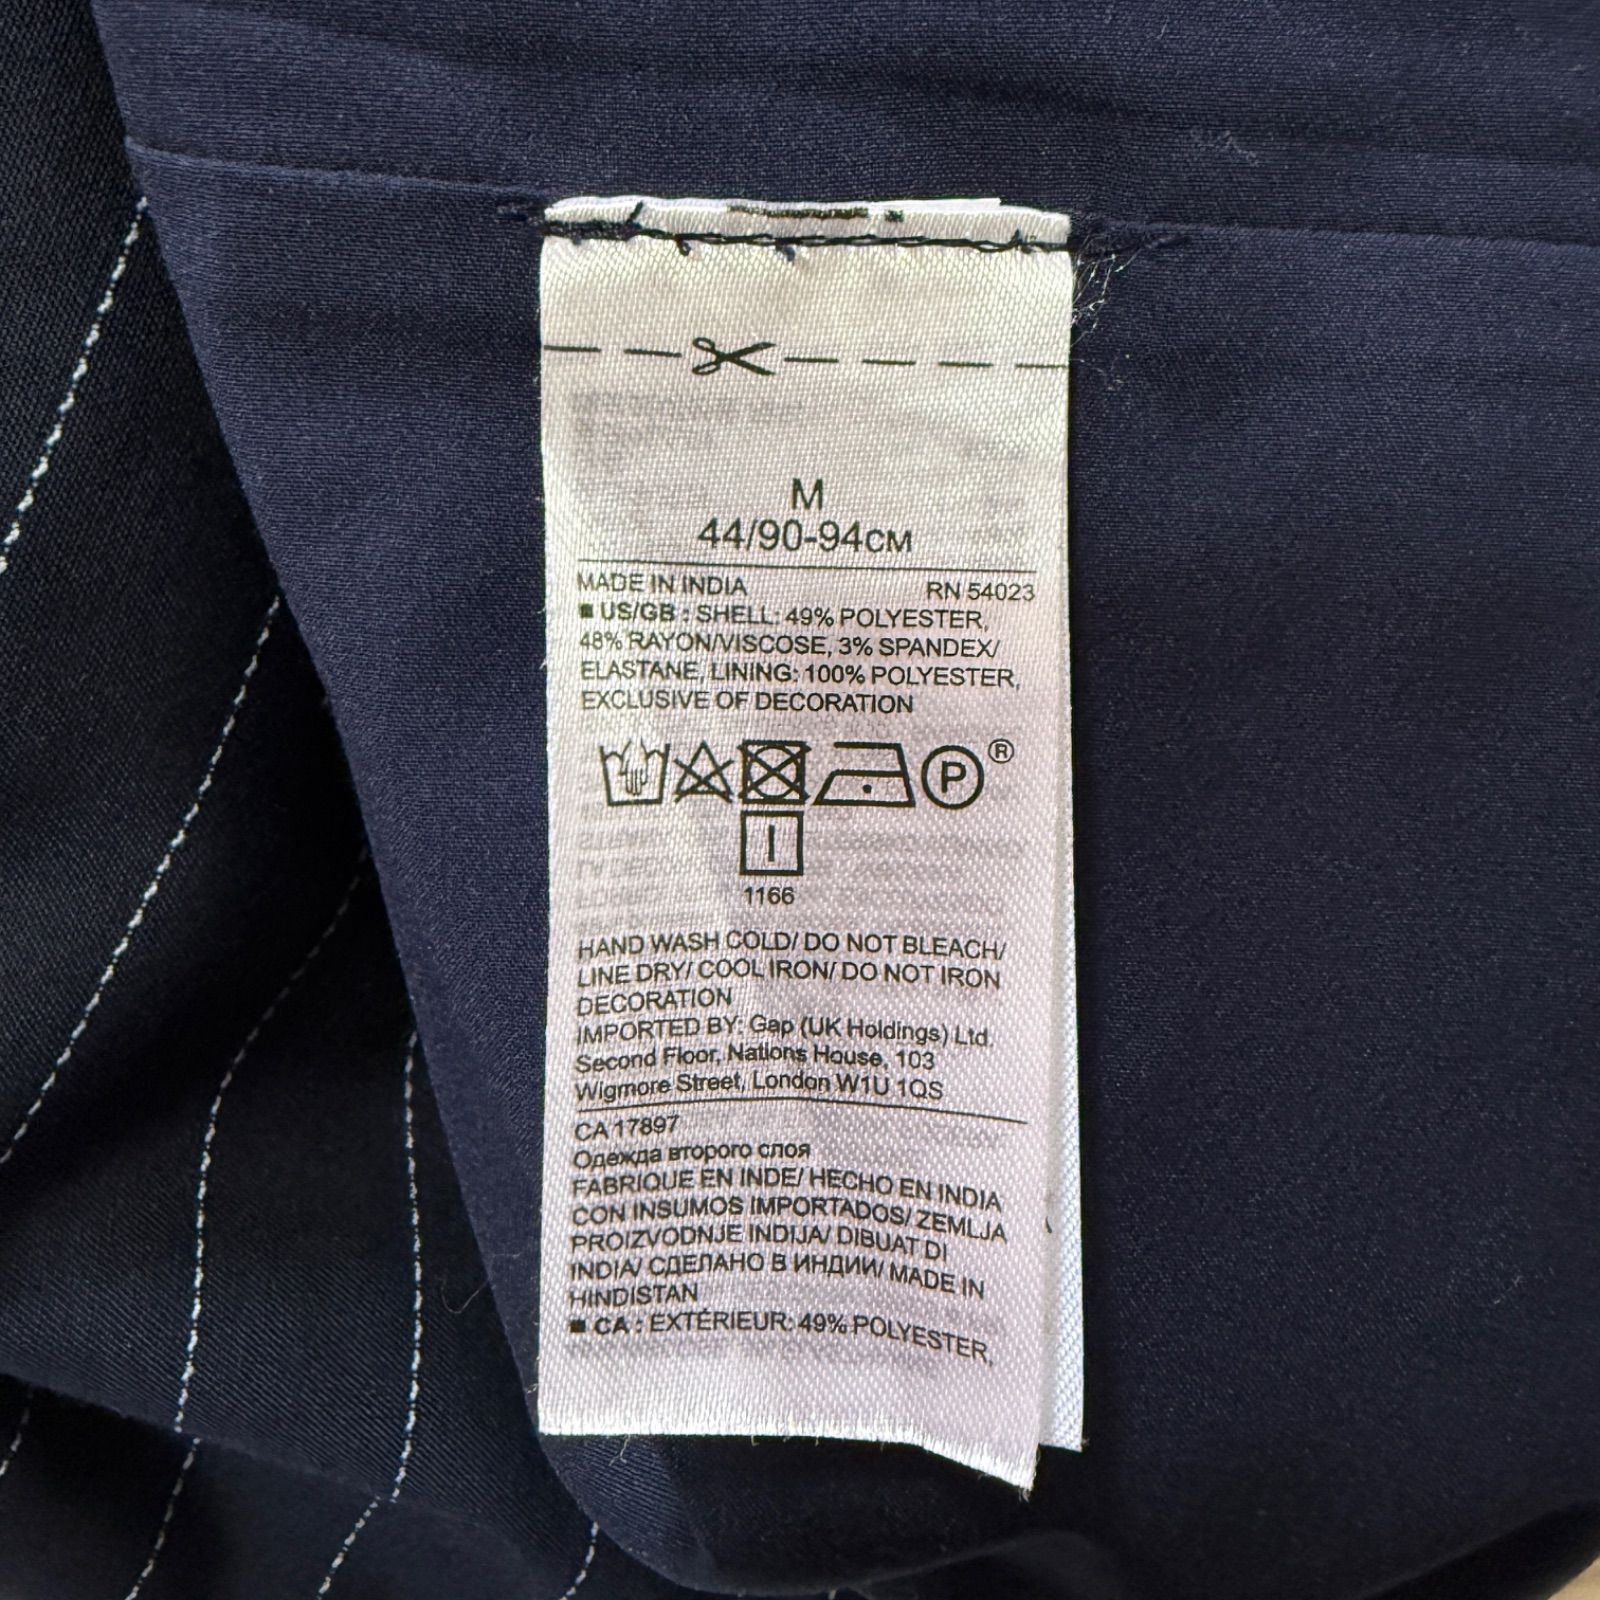 M
44/90-94CM
MADE IN INDIA RN 54023
■ US/GB : SHELL: 49% POLYESTER,
48% RAYON/VISCOSE, 3% SPANDEX/
ELASTANE, LINING: 100% POLYESTER,
EXCLUSIVE OF DECORATION
P ®
1166
HAND WASH COLD/ DO NOT BLEACH/
LINE DRY/ COOL IRON/ DO NOT IRON
DECORATION
IMPORTED BY: Gap (UK Holdings) Ltd.
Second Floor, Nations House, 103
Wigmore Street, London W1U 1QS
CA 17897
Одежда второго слоя
FABRIQUE EN INDE/ HECHO EN INDIA
CON INSUMOS IMPORTADOS/ ZEMLJA
PROIZVODNJE INDIJA/ DIBUAT DI
INDIA/ СДЕЛАНО В ИНДИИ/ MADE IN
HINDISTAN
■ CA : EXTÉRIEUR: 49% POLYESTER,